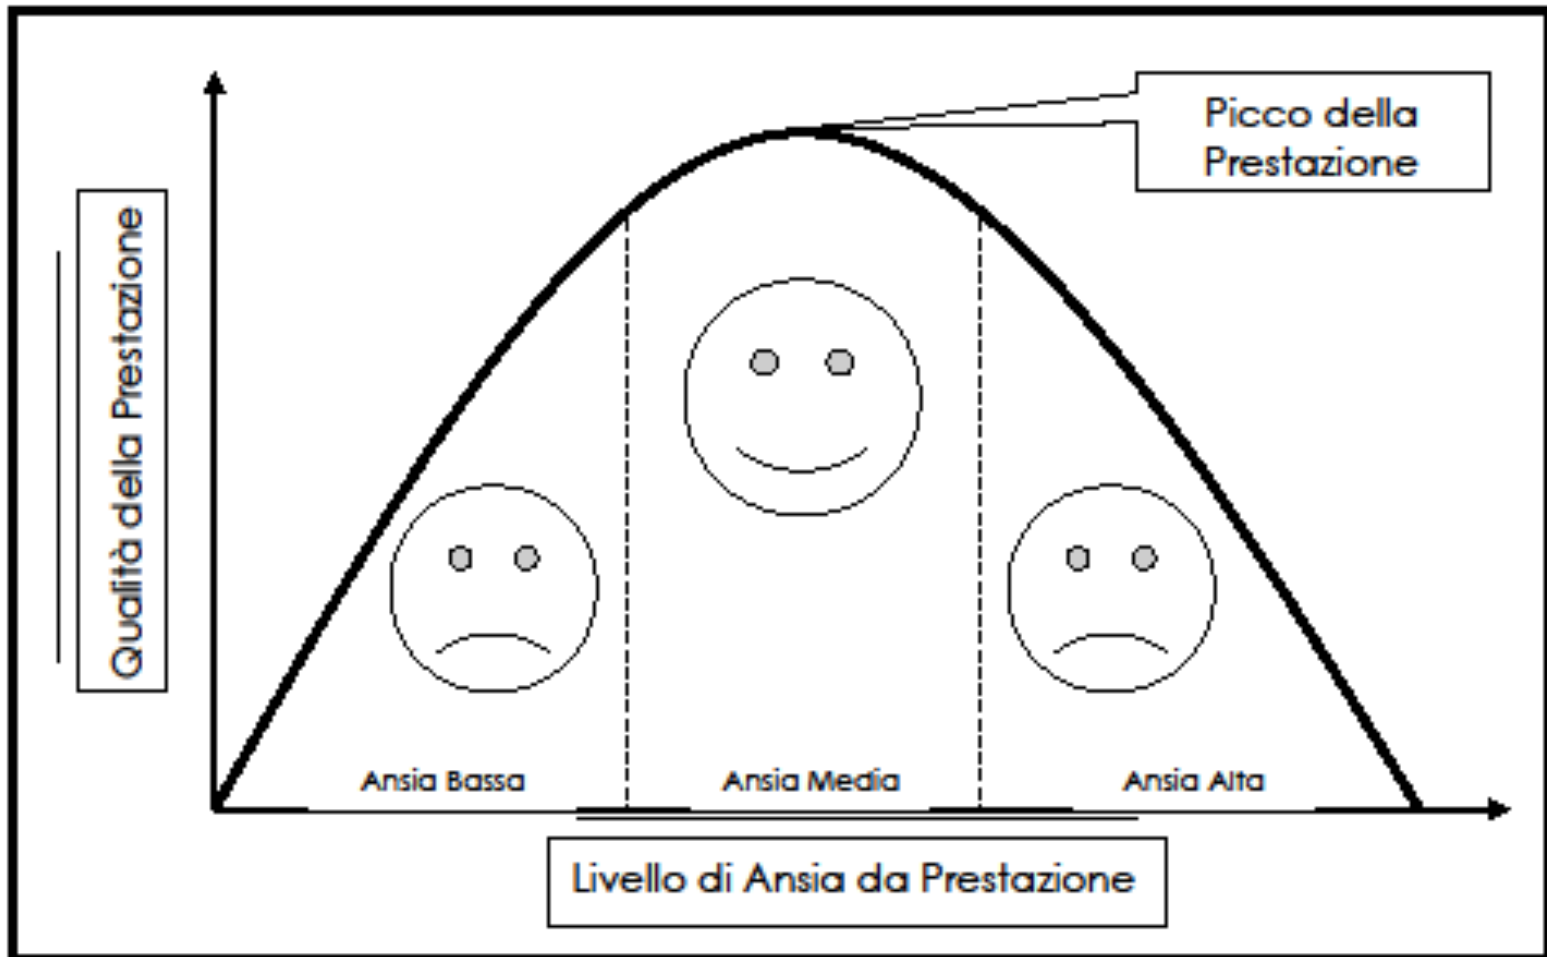 Picco della
Prestazione
Qualità della Prestazione
Ansia Bassa
Ansia Media
Ansia Alta
Livello di Ansia da Prestazione